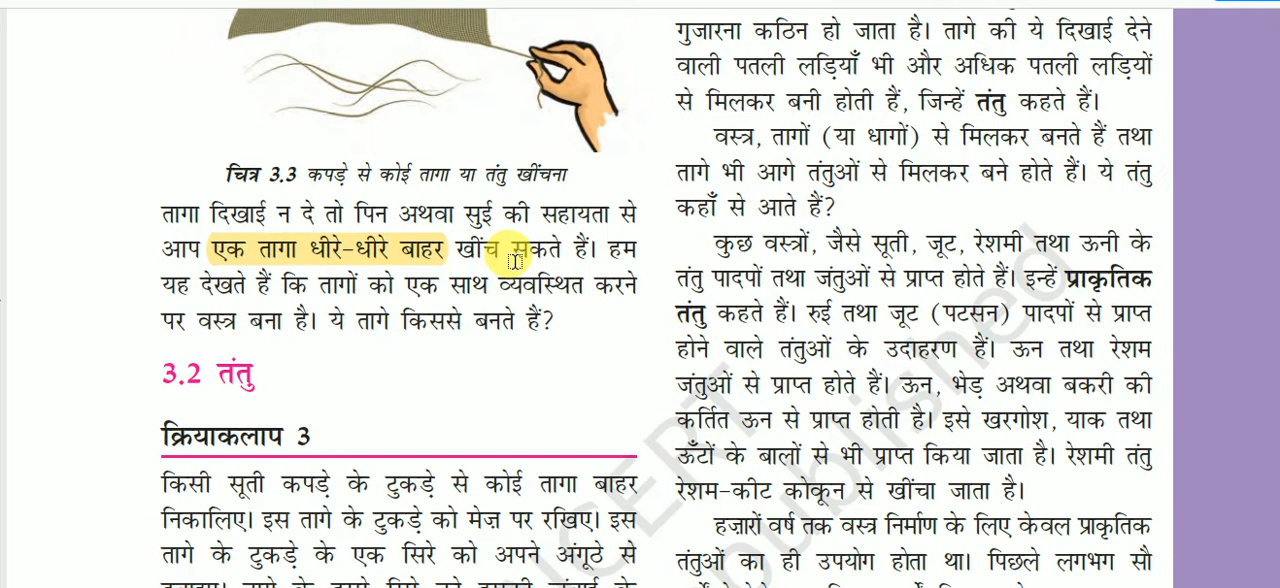 चित्र 3.3 कपड़े से कोई तागा या तंतु खींचना
तागा दिखाई न दे तो पिन अथवा सुई की सहायता से
आप एक तागा धीरे-धीरे बाहर खींच सकते हैं। हम
यह देखते हैं कि तागों को एक साथ व्यवस्थित करने
पर वस्त्र बना है। ये तागे किससे बनते हैं?
3.2 तंतु
क्रियाकलाप 3
किसी सूती कपड़े के टुकड़े से कोई तागा बाहर
निकालिए। इस तागे के टुकड़े को मेज़ पर रखिए। इस
तागे के टुकड़े के एक सिरे को अपने अंगूठे से
गुजारना कठिन हो जाता है। तागे की ये दिखाई देने
वाली पतली लड़ियाँ भी और अधिक पतली लड़ियों
से मिलकर बनी होती हैं, जिन्हें तंतु कहते हैं।
वस्त्र, तागों (या धागों) से मिलकर बनते हैं तथा
तागे भी आगे तंतुओं से मिलकर बने होते हैं। ये तंतु
कहाँ से आते हैं?
कुछ वस्त्रों, जैसे सूती, जूट, रेशमी तथा ऊनी के
तंतु पादपों तथा जंतुओं से प्राप्त होते हैं। इन्हें प्राकृतिक
तंतु कहते हैं। रुई तथा जूट (पटसन) पादपों से प्राप्त
होने वाले तंतुओं के उदाहरण हैं। ऊन तथा रेशम
जंतुओं से प्राप्त होते हैं। ऊन, भेड़ अथवा बकरी की
कर्तित ऊन से प्राप्त होती है। इसे खरगोश, याक तथा
ऊँटों के बालों से भी प्राप्त किया जाता है। रेशमी तंतु
रेशम-कीट कोकून से खींचा जाता है।
हजारों वर्ष तक वस्त्र निर्माण के लिए केवल प्राकृतिक
तंतुओं का ही उपयोग होता था। पिछले लगभग सौ
NCERT
published